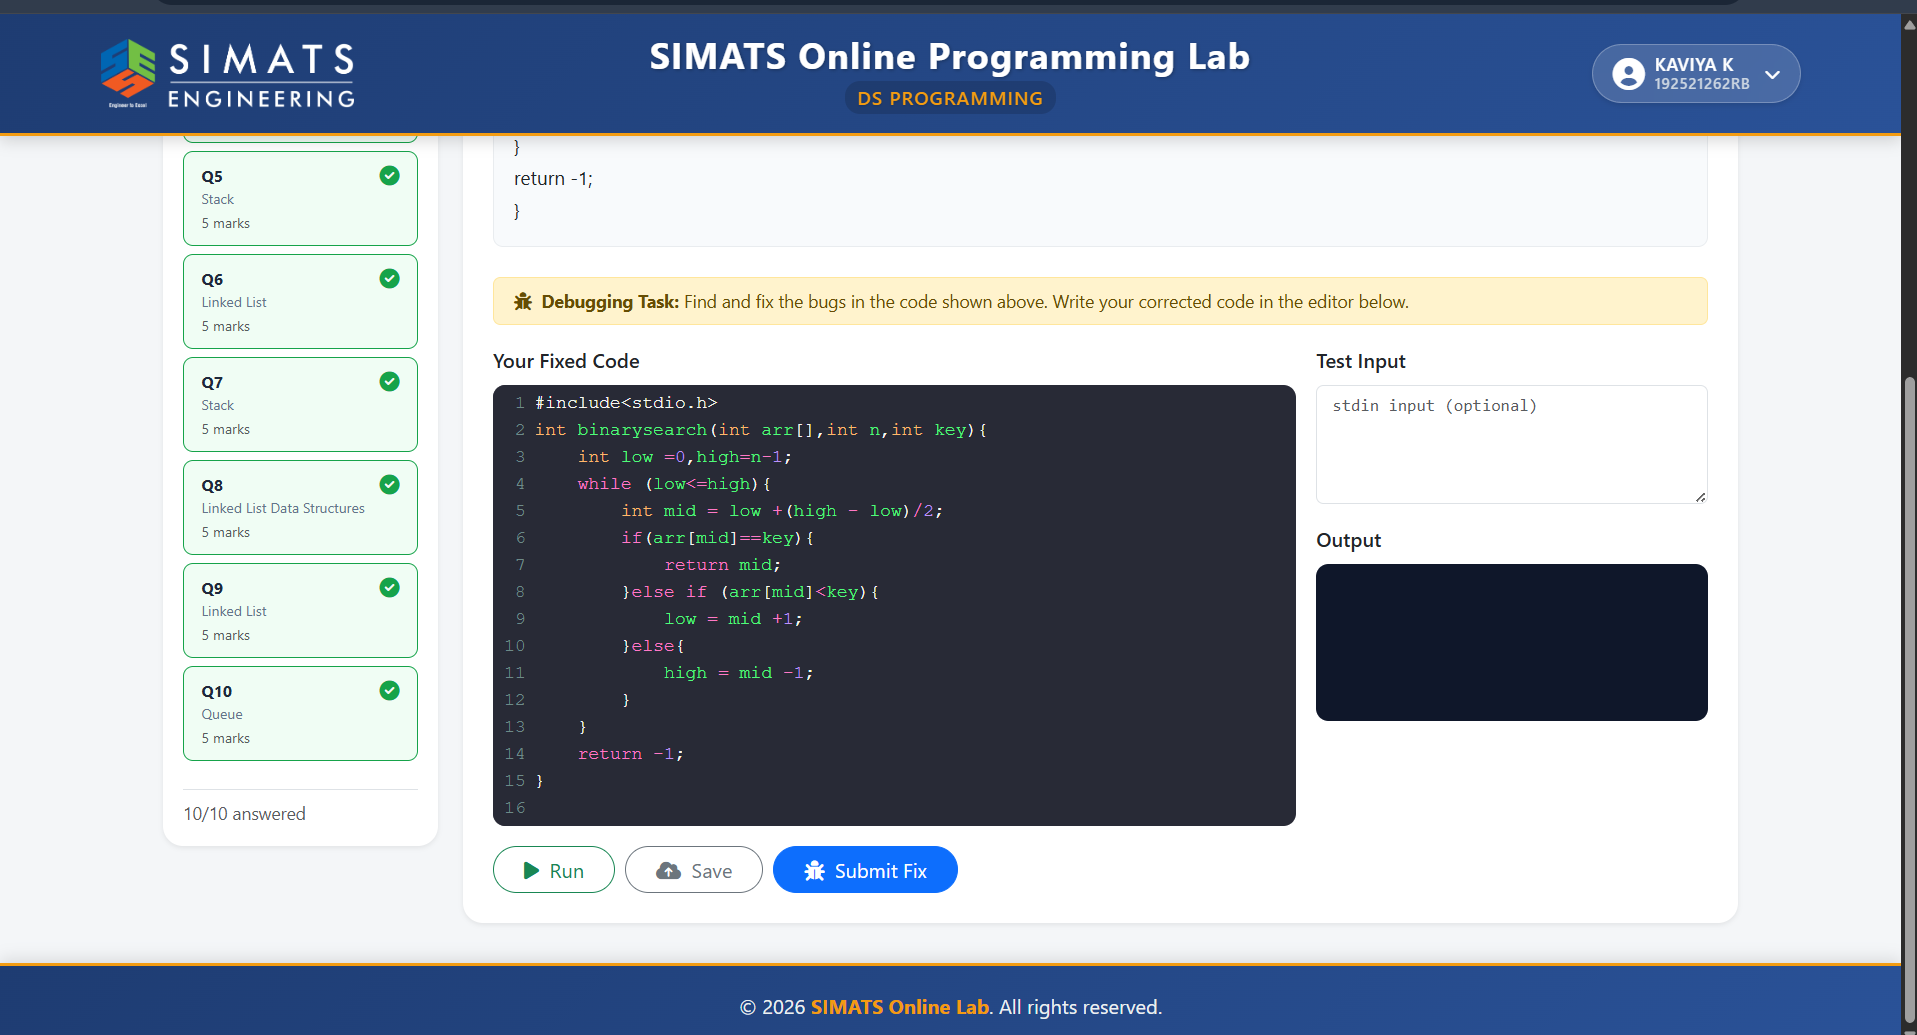 SIMATS
ENGINEERING
Engineer to Excel
SIMATS Online Programming Lab
DS PROGRAMMING
KAVIYA K
192521262RB
Q5
Stack
5 marks
Q6
Linked List
5 marks
Q7
Stack
5 marks
Q8
Linked List Data Structures
5 marks
Q9
Linked List
5 marks
Q10
Queue
5 marks
10/10 answered
}
return -1;
}
Debugging Task: Find and fix the bugs in the code shown above. Write your corrected code in the editor below.
Your Fixed Code
1 #include<stdio.h>
2 int binarysearch(int arr[],int n,int key){
3     int low =0,high=n-1;
4     while (low<=high){
5         int mid = low +(high - low)/2;
6         if(arr[mid]==key){
7             return mid;
8         }else if (arr[mid]<key){
9             low = mid +1;
10         }else{
11             high = mid -1;
12         }
13     }
14     return -1;
15 }
16
Test Input
stdin input (optional)
Output
Run
Save
Submit Fix
© 2026 SIMATS Online Lab. All rights reserved.